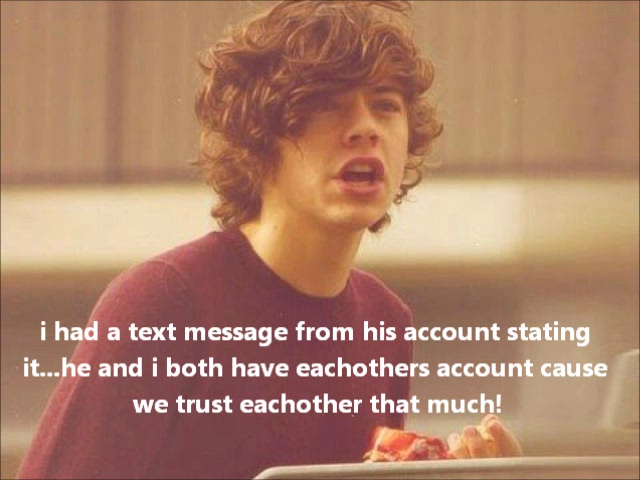 i had a text message from his account stating
it...he and i both have eachothers account cause
we trust eachother that much!